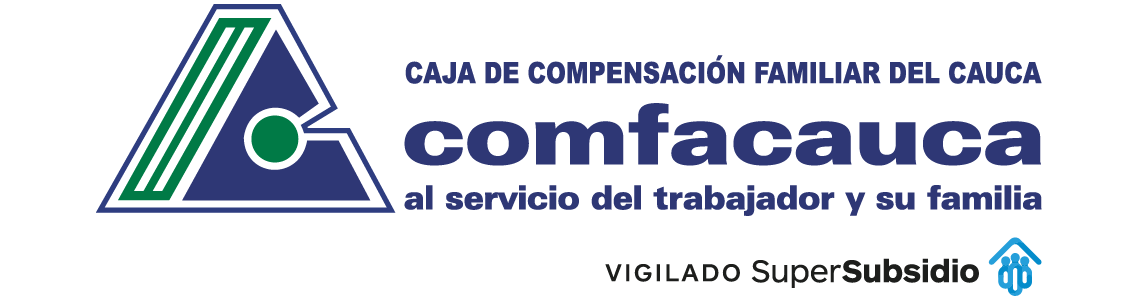 CAJA DE COMPENSACIÓN FAMILIAR DEL CAUCA
comfacauca
al servicio del trabajador y su familia
VIGILADO SuperSubsidio